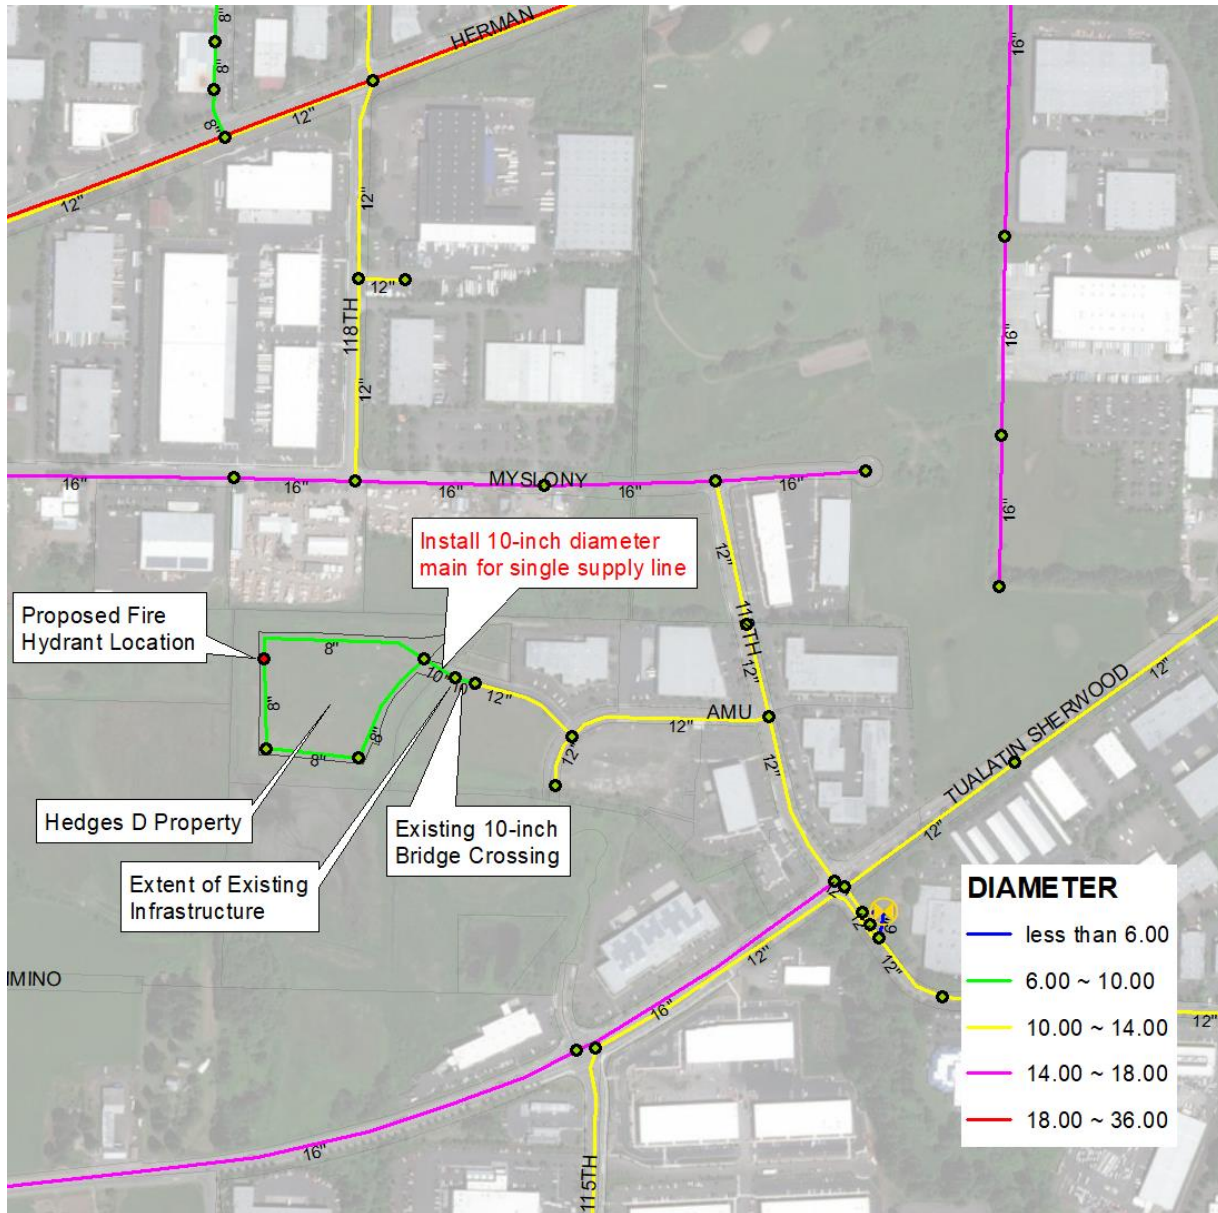 8"
HERMAN
8"
16"
8"
12"
12"
12"
12"
118TH
12"
16"
16"
16"
16"
MYSLONY
16"
16"
16"
Install 10-inch diameter
main for single supply line
12"
Proposed Fire
Hydrant Location
8"
10"
10
12"
12"
8"
8"
8"
12"
AMU
12"
12"
12"
TUALATIN SHERWOOD
12"
Hedges D Property
Existing 10-inch
Bridge Crossing
Extent of Existing
Infrastructure
12"
6"
12"
12"
16"
12"
16"
115TH
IMINO
DIAMETER
less than 6.00
6.00 ~ 10.00
10.00 ~ 14.00
14.00 ~ 18.00
18.00 ~ 36.00